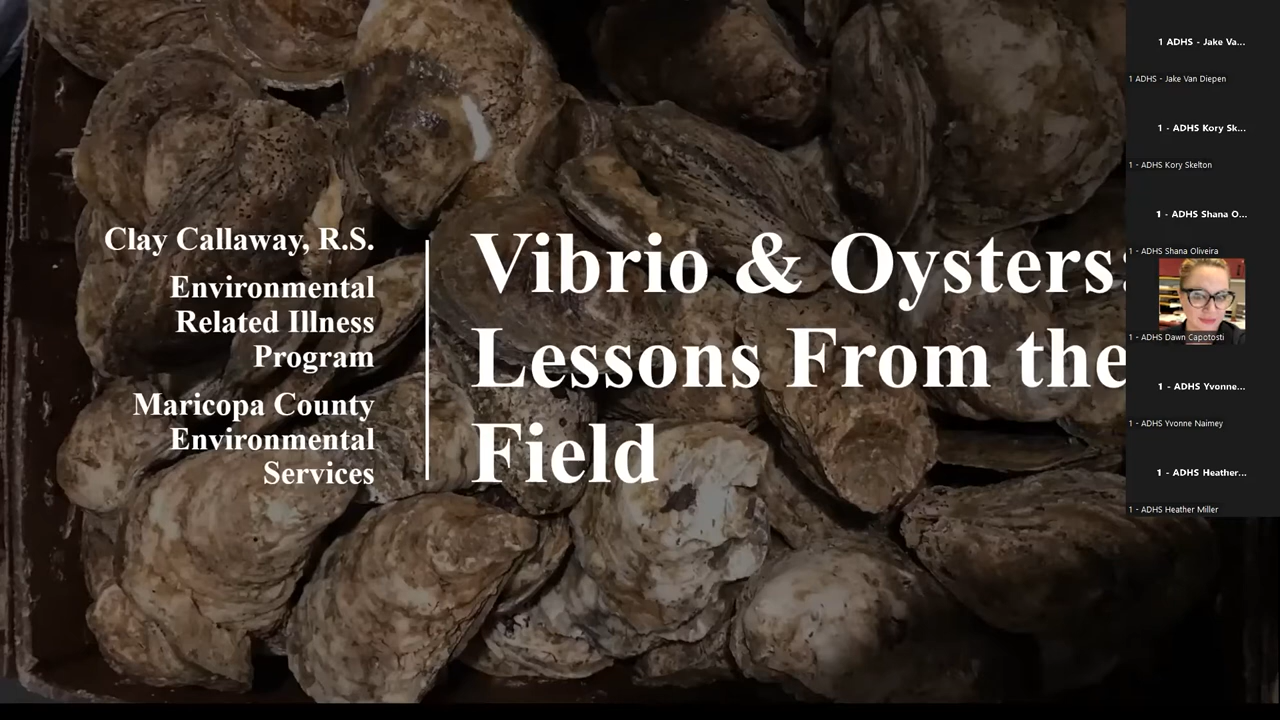 Clay Callaway, R.S.
Environmental
Related Illness
Program
Maricopa County
Environmental
Services
Vibrio & Oysters:
Lessons From the
Field
1 ADHS - Jake Va...
1 ADHS - Jake Van Diepen
1 - ADHS Kory Sk...
1 - ADHS Kory Skelton
1 - ADHS Shana O...
1 - ADHS Shana Oliveira
1 - ADHS Dawn Capotosti
1 - ADHS Yvonne...
1 - ADHS Yvonne Naimey
1 - ADHS Heather...
1 - ADHS Heather Miller